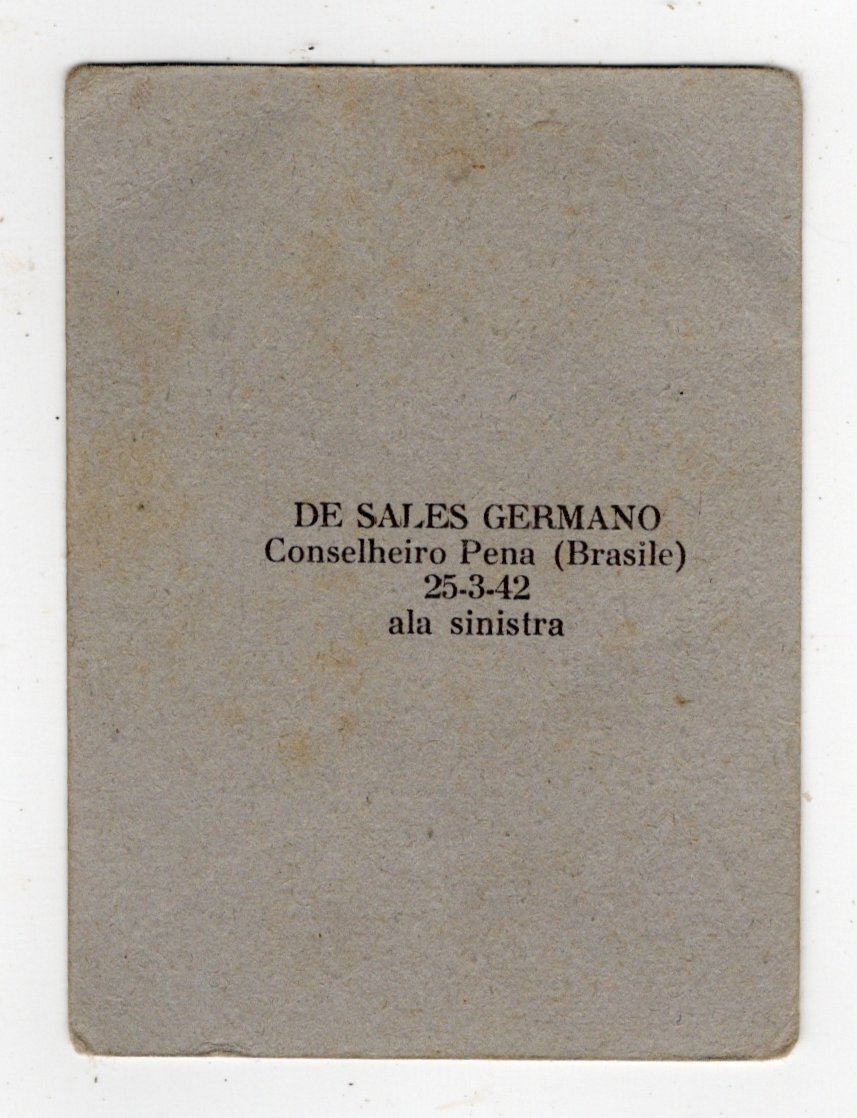 DE SALES GERMANO
Conselheiro Pena (Brasile)
25-3-42
ala sinistra